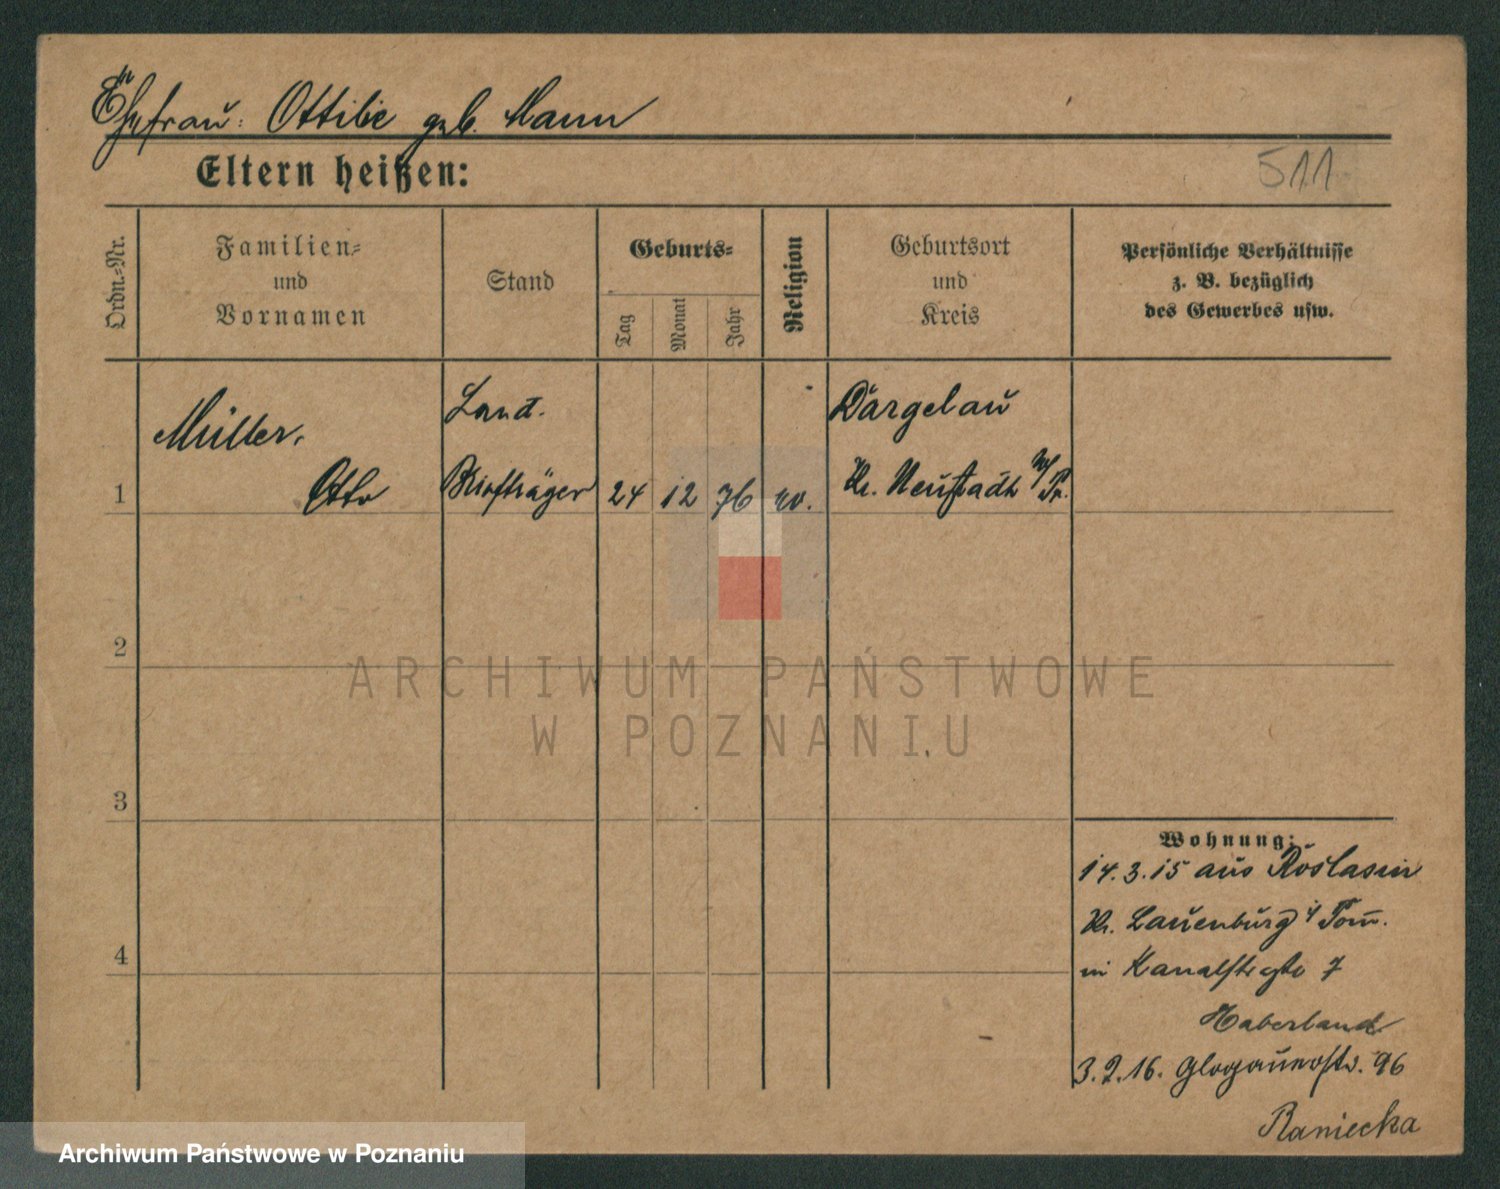 Ehefrau: Ottilie geb. Mann
Eltern heißen:
511
Ordn.-Nr.
Familien-
und
Vornamen
Stand
Geburts-
Tag
Monat
Jahr
Religion
Geburtsort
und
Kreis
Persönliche Verhältnisse
z. B. bezüglich
des Gewerbes usw.
Müller,
Otto
Land.
Briefträger
1
24
12
76
ev.
Dargelau
Kr. Neustadt W/Pr.
2
3
4
Wohnung:
14.3.15 aus Roslasin
Kr. Lauenburg i/ Pom.
in Kanalstraße 7
Haberland
3.2.16. Glogauerstr. 96
Raniecka
ARCHIWUM PAŃSTWOWE
W POZNANIU
Archiwum Państwowe w Poznaniu